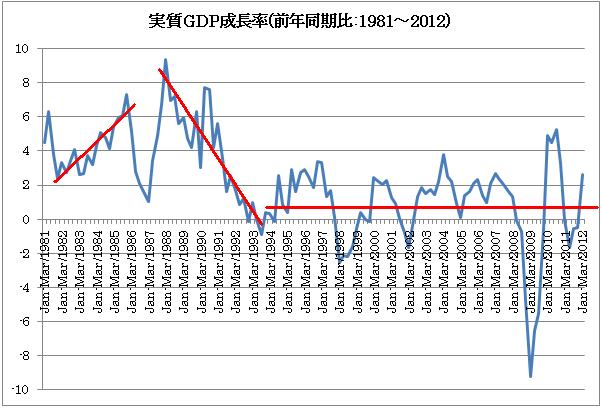 実質GDP成長率(前年同期比:1981～2012)
10
8
6
4
2
0
-2
-4
-6
-8
-10
Jan-Mar/1981
Jan-Mar/1982
Jan-Mar/1983
Jan-Mar/1984
Jan-Mar/1985
Jan-Mar/1986
Jan-Mar/1987
Jan-Mar/1988
Jan-Mar/1989
Jan-Mar/1990
Jan-Mar/1991
Jan-Mar/1992
Jan-Mar/1993
Jan-Mar/1994
Jan-Mar/1995
Jan-Mar/1996
Jan-Mar/1997
Jan-Mar/1998
Jan-Mar/1999
Jan-Mar/2000
Jan-Mar/2001
Jan-Mar/2002
Jan-Mar/2003
Jan-Mar/2004
Jan-Mar/2005
Jan-Mar/2006
Jan-Mar/2007
Jan-Mar/2008
Jan-Mar/2009
Jan-Mar/2010
Jan-Mar/2011
Jan-Mar/2012